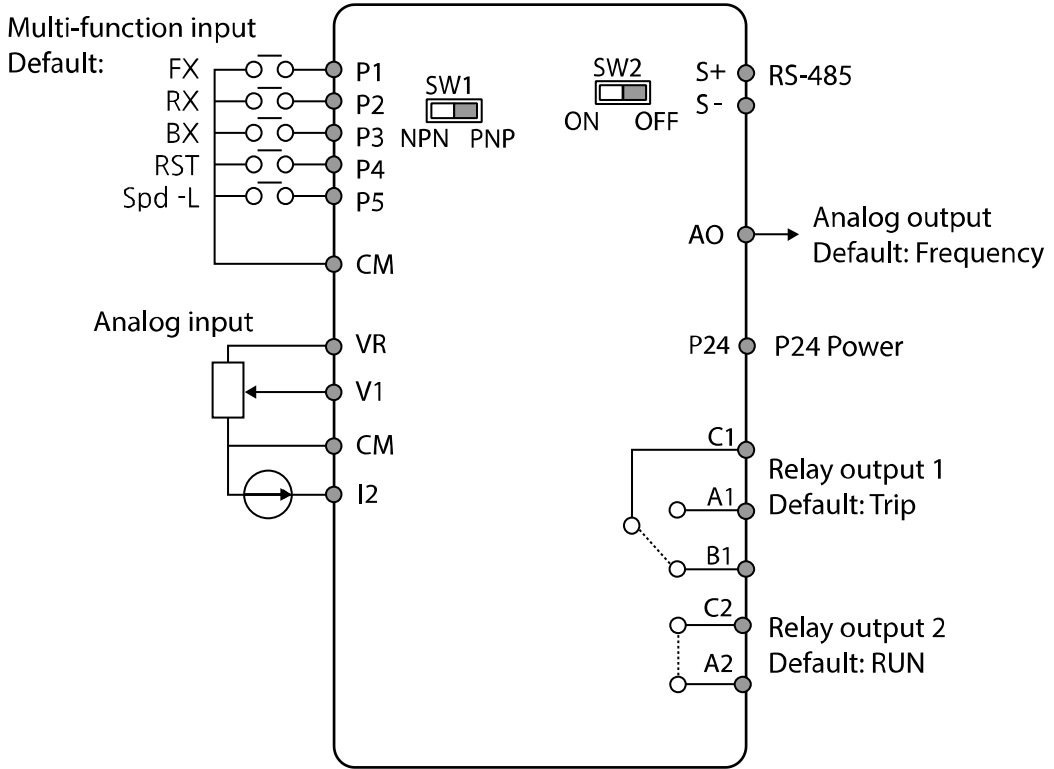 Multi-function input
Default:
FX
RX
BX
RST
Spd -L
P1
P2
P3
P4
P5
CM
SW1
NPN PNP
SW2
ON OFF
S+
S-
RS-485
AO
Analog output
Default: Frequency
Analog input
VR
V1
CM
I2
P24
P24 Power
C1
A1
B1
Relay output 1
Default: Trip
C2
A2
Relay output 2
Default: RUN